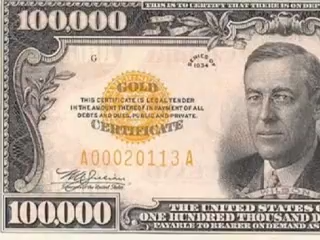 THIS IS TO CERTIFY THAT THERE IS ON DEP
100,000
G
SERIES OF
1934
GOLD
THIS CERTIFICATE IS LEGAL TENDER
IN THE AMOUNT THEREOF IN PAYMENT OF ALL
DEBTS AND DUES, PUBLIC AND PRIVATE.
CERTIFICATE
A00020113A
WILSON
THE UNITED STATES O
100,000
ONE HUNDRED THOUSAND D
PAYABLE TO BEARER ON DEMAND AS